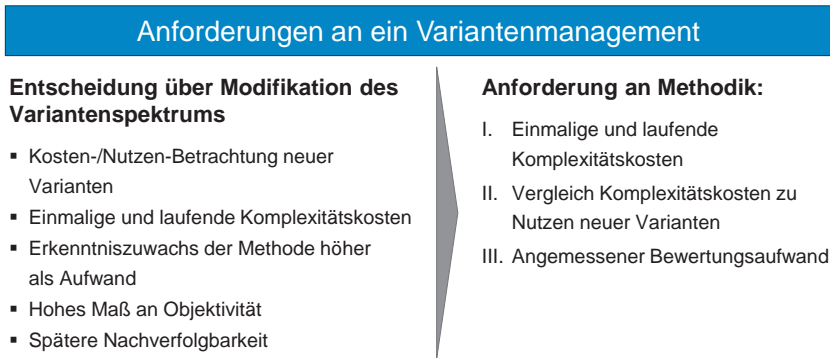 Anforderungen an ein Variantenmanagement
Entscheidung über Modifikation des
Variantenspektrums
▪ Kosten-/Nutzen-Betrachtung neuer
Varianten
▪ Einmalige und laufende Komplexitätskosten
▪ Erkenntniszuwachs der Methode höher
als Aufwand
▪ Hohes Maß an Objektivität
▪ Spätere Nachverfolgbarkeit
Anforderung an Methodik:
I. Einmalige und laufende
Komplexitätskosten
II. Vergleich Komplexitätskosten zu
Nutzen neuer Varianten
III. Angemessener Bewertungsaufwand